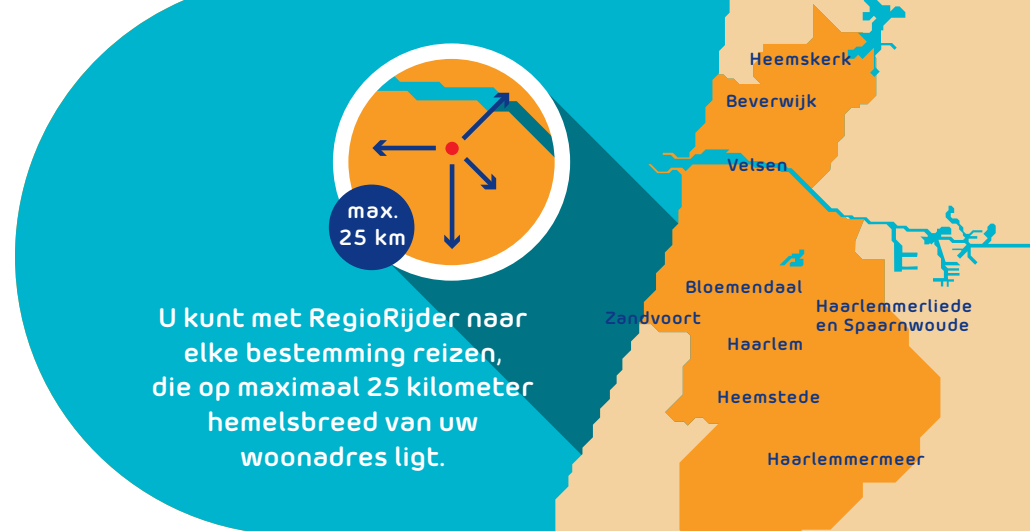 Heemskerk
Beverwijk
Velsen
max.
25 km
Bloemendaal
Haarlemmerliede
en Spaarnwoude
Zandvoort
Haarlem
Heemstede
Haarlemmermeer
U kunt met RegioRijder naar
elke bestemming reizen,
die op maximaal 25 kilometer
hemelsbreed van uw
woonadres ligt.